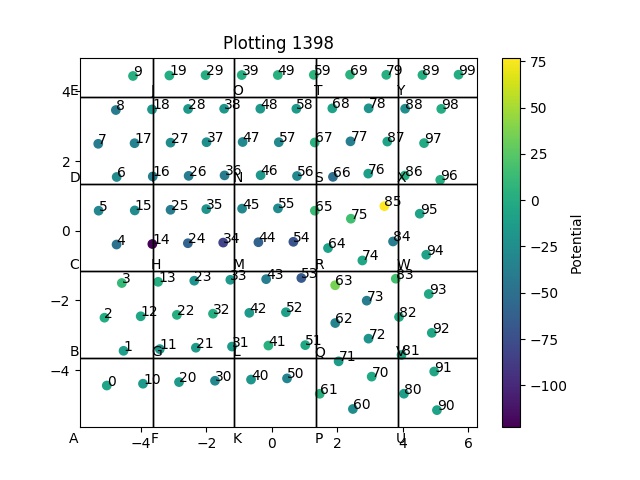 Plotting 1398
9 19 29 39 49 59 69 79 89 99
4 E I O T Y
8 18 28 38 48 58 68 78 88 98
7 17 27 37 47 57 67 77 87 97
2
6 16 26 36 46 56 66 76 86 96
D N S X
5 15 25 35 45 55 65 75 85 95
0
4 14 24 34 44 54 64 74 84 94
C H M R W
3 13 23 33 43 53 63 73 83 93
−2
2 12 22 32 42 52 62 72 82 92
1 11 21 31 41 51 61 71 81 91
B G L Q V
−4
0 10 20 30 40 50 60 70 80 90
A F K P U
−4 −2 0 2 4 6
75
50
25
0
−25
−50
−75
−100
Potential